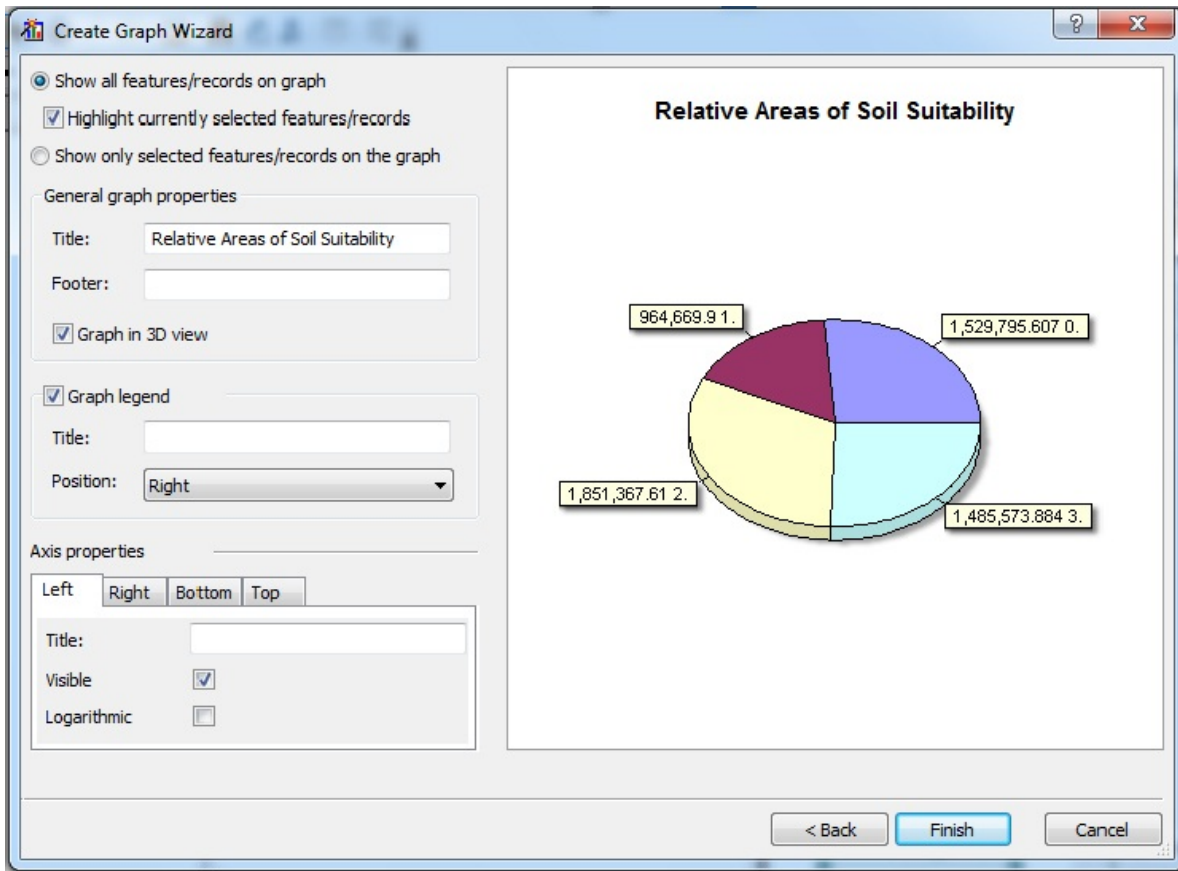 Create Graph Wizard
Show all features/records on graph
Highlight currently selected features/records
Show only selected features/records on the graph
General graph properties
Title: Relative Areas of Soil Suitability
Footer:
Graph in 3D view
Graph legend
Title:
Position: Right
Axis properties
Left Right Bottom Top
Title:
Visible
Logarithmic
Relative Areas of Soil Suitability
964,669.9 1.
1,529,795.607 0.
1,851,367.61 2.
1,485,573.884 3.
< Back Finish Cancel